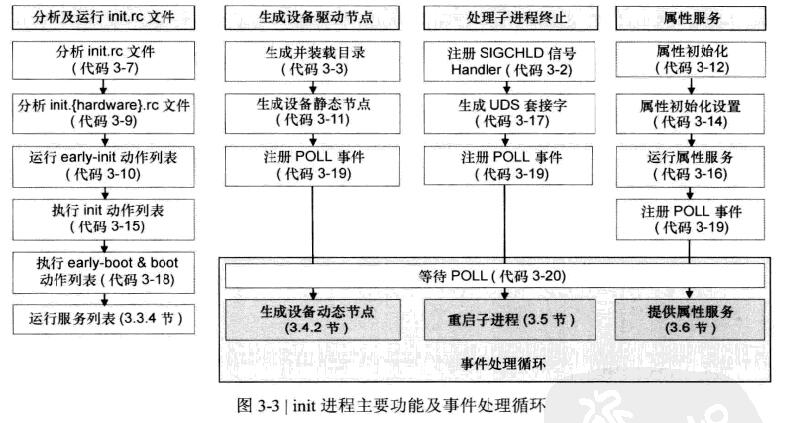 分析及运行 init.rc 文件
分析 init.rc 文件
( 代码 3-7)
分析 init.{hardware}.rc 文件
( 代码 3-9)
运行 early-init 动作列表
( 代码 3-10)
执行 init 动作列表
( 代码 3-15)
执行 early-boot & boot
动作列表 ( 代码 3-18)
运行服务列表 (3.3.4 节 )
生成设备驱动节点
生成并装载目录
( 代码 3-3)
生成设备静态节点
( 代码 3-11)
注册 POLL 事件
( 代码 3-19)
处理子进程终止
注册 SIGCHLD 信号
Handler ( 代码 3-2)
生成 UDS 套接字
( 代码 3-17)
注册 POLL 事件
( 代码 3-19)
属性服务
属性初始化
( 代码 3-12)
属性初始化设置
( 代码 3-14)
运行属性服务
( 代码 3-16)
注册 POLL 事件
( 代码 3-19)
等待 POLL ( 代码 3-20)
生成设备动态节点
(3.4.2 节 )
重启子进程 (3.5 节 )
提供属性服务
(3.6 节 )
事件处理循环
图 3-3 | init 进程主要功能及事件处理循环